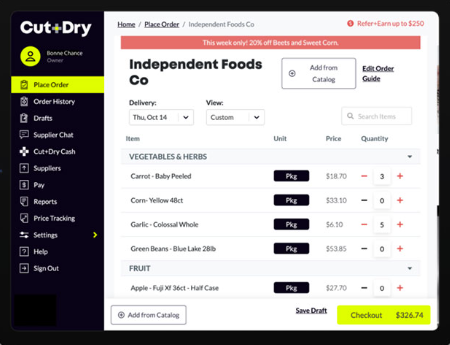 Cut+Dry
Bonne Chance
Owner
Place Order
Order History
Drafts
Supplier Chat
Cut+Dry Cash
Suppliers
Pay
Reports
Price Tracking
Settings
Help
Sign Out
Home / Place Order / Independent Foods Co
Refer+Earn up to $250
This week only! 20% off Beets and Sweet Corn.
Independent Foods
Co
Add from
Catalog
Edit Order
Guide
Delivery:
Thu, Oct 14
View:
Custom
Search Items
Item Unit Price Quantity
VEGETABLES & HERBS
Carrot - Baby Peeled Pkg $18.70 − 3 +
Corn- Yellow 48ct Pkg $33.10 − 0 +
Garlic - Colossal Whole Pkg $6.10 − 5 +
Green Beans - Blue Lake 28lb Pkg $53.85 − 0 +
FRUIT
Apple - Fuji Xf 36ct - Half Case Pkg $27.70 − 0 +
Add from Catalog
Save Draft
Checkout $326.74